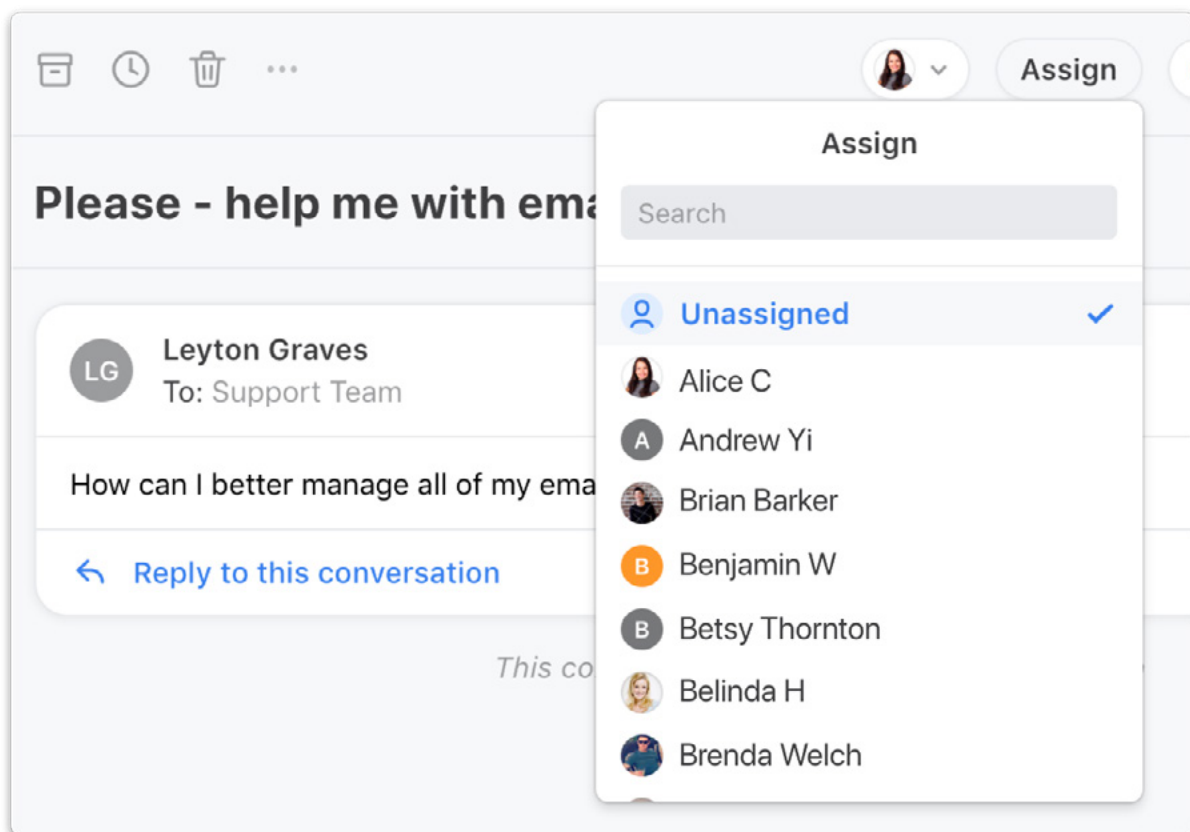 Assign
Please - help me with ema
LG
Leyton Graves
To: Support Team
How can I better manage all of my ema
Reply to this conversation
This co
Assign
Search
Unassigned
Alice C
A
Andrew Yi
Brian Barker
B
Benjamin W
B
Betsy Thornton
Belinda H
Brenda Welch